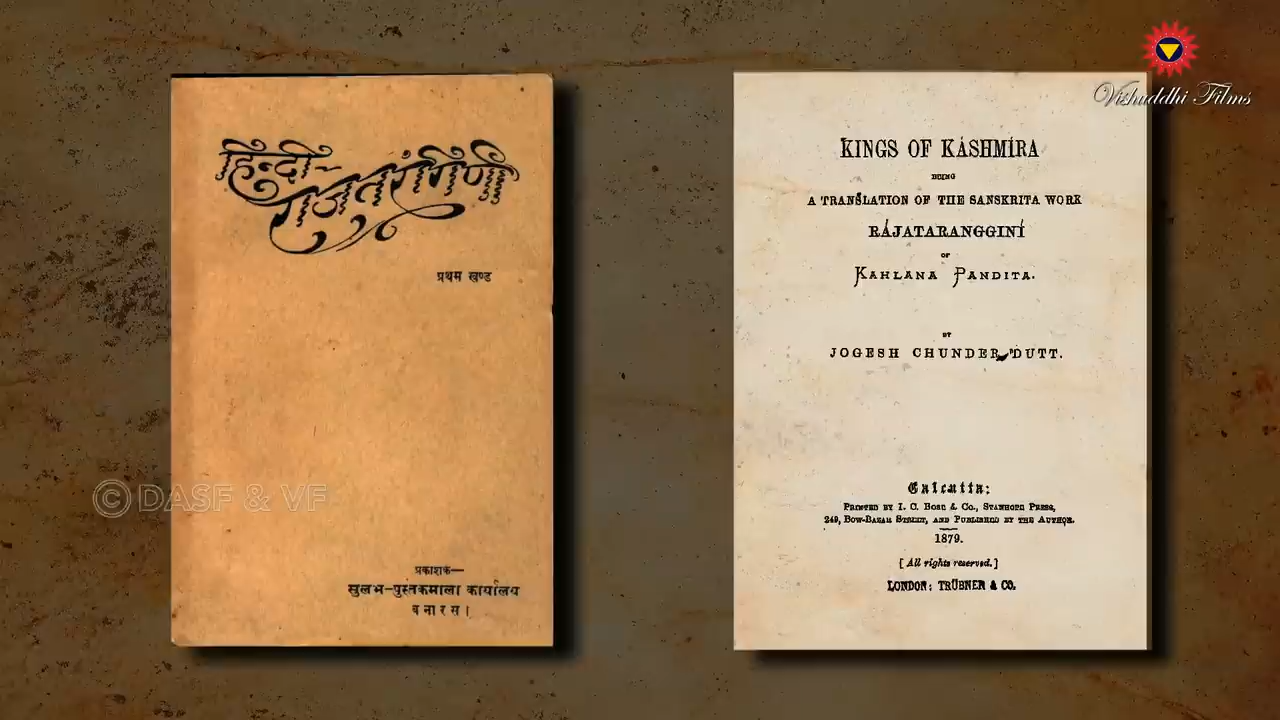 हिन्दी-
राजतरंगिणी
प्रथम खण्ड
प्रकाशक—
सुलभ-पुस्तकमाला कार्यालय
बनारस।
KINGS OF KÁSHMÍRA
BEING
A TRANSLATION OF THE SANSKRITA WORK
RÁJATARANGGINÍ
OF
KAHLANA PANDITA.
BY
JOGESH CHUNDER DUTT.
Calcutta:
PRINTED BY I. C. BOSE & CO., STANHOPE PRESS,
249, BOW-BAZAR STREET, AND PUBLISHED BY THE AUTHOR.
1879.
[ All rights reserved. ]
LONDON: TRÜBNER & CO.
Vishuddhi Films
© DASF & VF